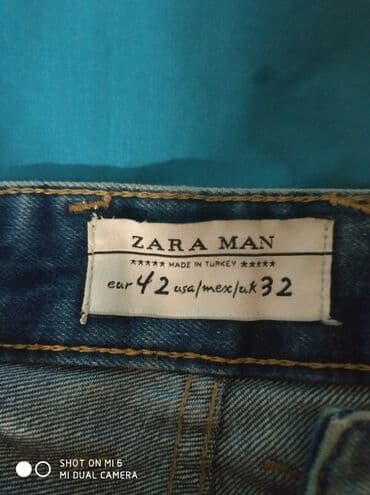 ZARA MAN
***** MADE IN TURKEY *****
eur 42 usa/mex/uk 32
SHOT ON MI 6
MI DUAL CAMERA